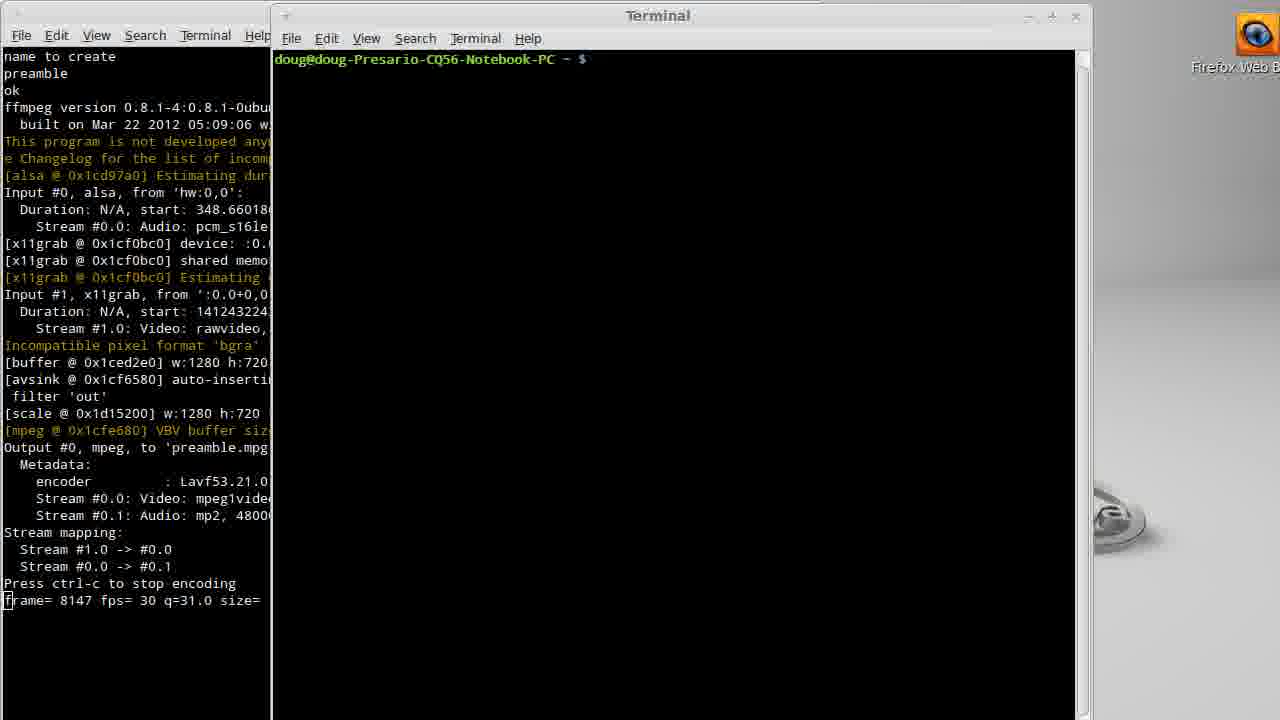 File Edit View Search Terminal Help
name to create
preamble
ok
ffmpeg version 0.8.1-4:0.8.1-0ubu
built on Mar 22 2012 05:09:06 w
This program is not developed any
e Changelog for the list of incom
[alsa @ 0x1cd97a0] Estimating dur
Input #0, alsa, from 'hw:0,0':
Duration: N/A, start: 348.66018
Stream #0.0: Audio: pcm_s16le
[x11grab @ 0x1cf0bc0] device: :0.
[x11grab @ 0x1cf0bc0] shared memo
[x11grab @ 0x1cf0bc0] Estimating
Input #1, x11grab, from ':0.0+0,0
Duration: N/A, start: 141243224
Stream #1.0: Video: rawvideo,
Incompatible pixel format 'bgra'
[buffer @ 0x1ced2e0] w:1280 h:720
[avsink @ 0x1cf6580] auto-inserti
filter 'out'
[scale @ 0x1d15200] w:1280 h:720
[mpeg @ 0x1cfe680] VBV buffer siz
Output #0, mpeg, to 'preamble.mpg
Metadata:
encoder : Lavf53.21.0
Stream #0.0: Video: mpeg1vide
Stream #0.1: Audio: mp2, 4800
Stream mapping:
Stream #1.0 -> #0.0
Stream #0.0 -> #0.1
Press ctrl-c to stop encoding
frame= 8147 fps= 30 q=31.0 size=
Terminal
File Edit View Search Terminal Help
doug@doug-Presario-CQ56-Notebook-PC ~ $
Firefox Web B